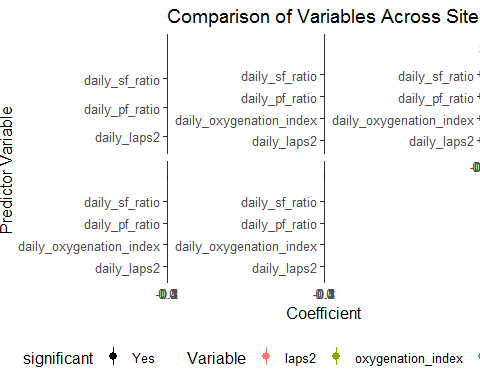 Comparison of Variables Across Site
daily_sf_ratio
daily_pf_ratio
daily_laps2
daily_sf_ratio
daily_pf_ratio
daily_oxygenation_index
daily_laps2
daily_sf_ratio
daily_pf_ratio
daily_oxygenation_index
daily_laps2
daily_sf_ratio
daily_pf_ratio
daily_oxygenation_index
daily_laps2
daily_sf_ratio
daily_pf_ratio
daily_oxygenation_index
daily_laps2
Predictor Variable
Coefficient
significant Yes Variable laps2 oxygenation_index